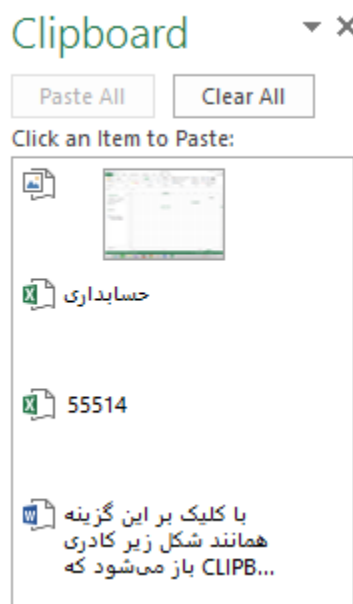 Clipboard
Paste All
Clear All
Click an Item to Paste:
حسابداری
55514
با کلیک بر این گزینه
همانند شکل زیر کادری
باز می‌شود که CLIPB...